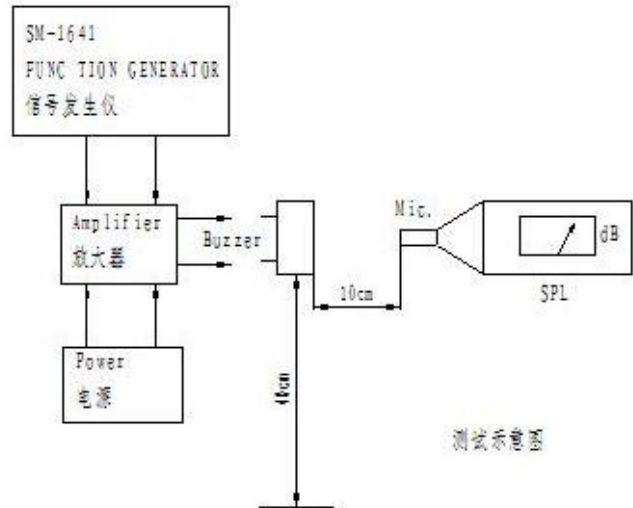 SM-1641
FUNC TION GENERATOR
信号发生仪
Amplifier
放大器
Buzzer
Mic.
dB
SPL
10cm
40cm
Power
电源
测试示意图